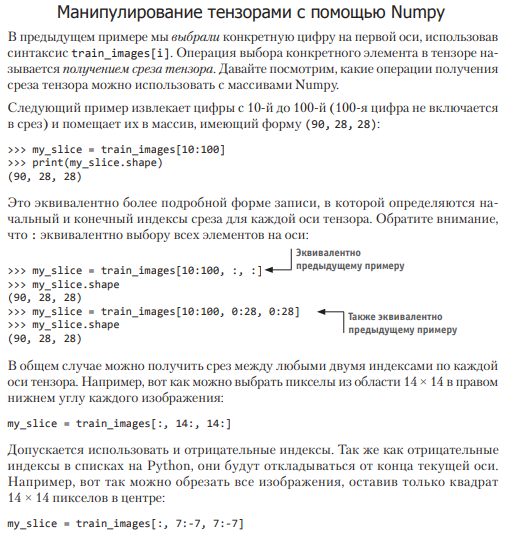 Манипулирование тензорами с помощью Numpy
В предыдущем примере мы выбрали конкретную цифру на первой оси, использовав
синтаксис train_images[i]. Операция выбора конкретного элемента в тензоре на-
зывается получением среза тензора. Давайте посмотрим, какие операции получения
среза тензора можно использовать с массивами Numpy.
Следующий пример извлекает цифры с 10-й до 100-й (100-я цифра не включается
в срез) и помещает их в массив, имеющий форму (90, 28, 28):
>>> my_slice = train_images[10:100]
>>> print(my_slice.shape)
(90, 28, 28)
Это эквивалентно более подробной форме записи, в которой определяются на-
чальный и конечный индексы среза для каждой оси тензора. Обратите внимание,
что : эквивалентно выбору всех элементов на оси:
Эквивалентно
предыдущему примеру
>>> my_slice = train_images[10:100, :, :]
>>> my_slice.shape
(90, 28, 28)
>>> my_slice = train_images[10:100, 0:28, 0:28]
>>> my_slice.shape
(90, 28, 28)
Также эквивалентно
предыдущему примеру
В общем случае можно получить срез между любыми двумя индексами по каждой
оси тензора. Например, вот как можно выбрать пикселы из области 14 × 14 в правом
нижнем углу каждого изображения:
my_slice = train_images[:, 14:, 14:]
Допускается использовать и отрицательные индексы. Так же как отрицательные
индексы в списках на Python, они будут откладываться от конца текущей оси.
Например, вот так можно обрезать все изображения, оставив только квадрат
14 × 14 пикселов в центре:
my_slice = train_images[:, 7:-7, 7:-7]